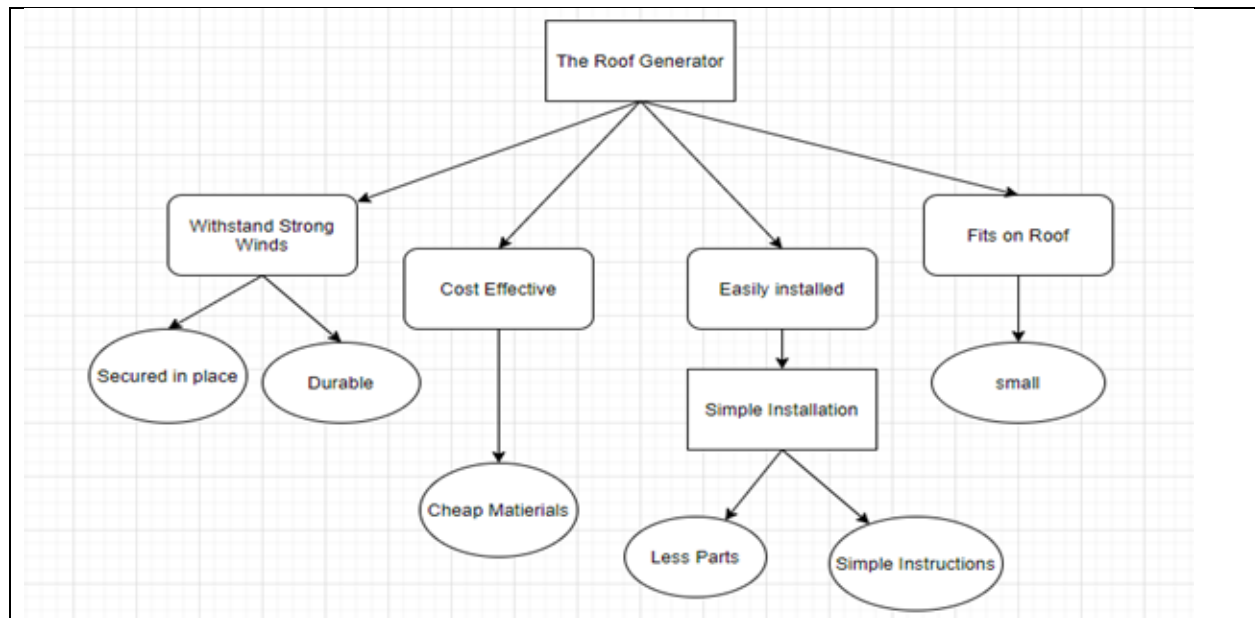 The Roof Generator
Withstand Strong
Winds
Cost Effective
Easily installed
Fits on Roof
Secured in place
Durable
Simple Installation
small
Cheap Matierials
Less Parts
Simple Instructions